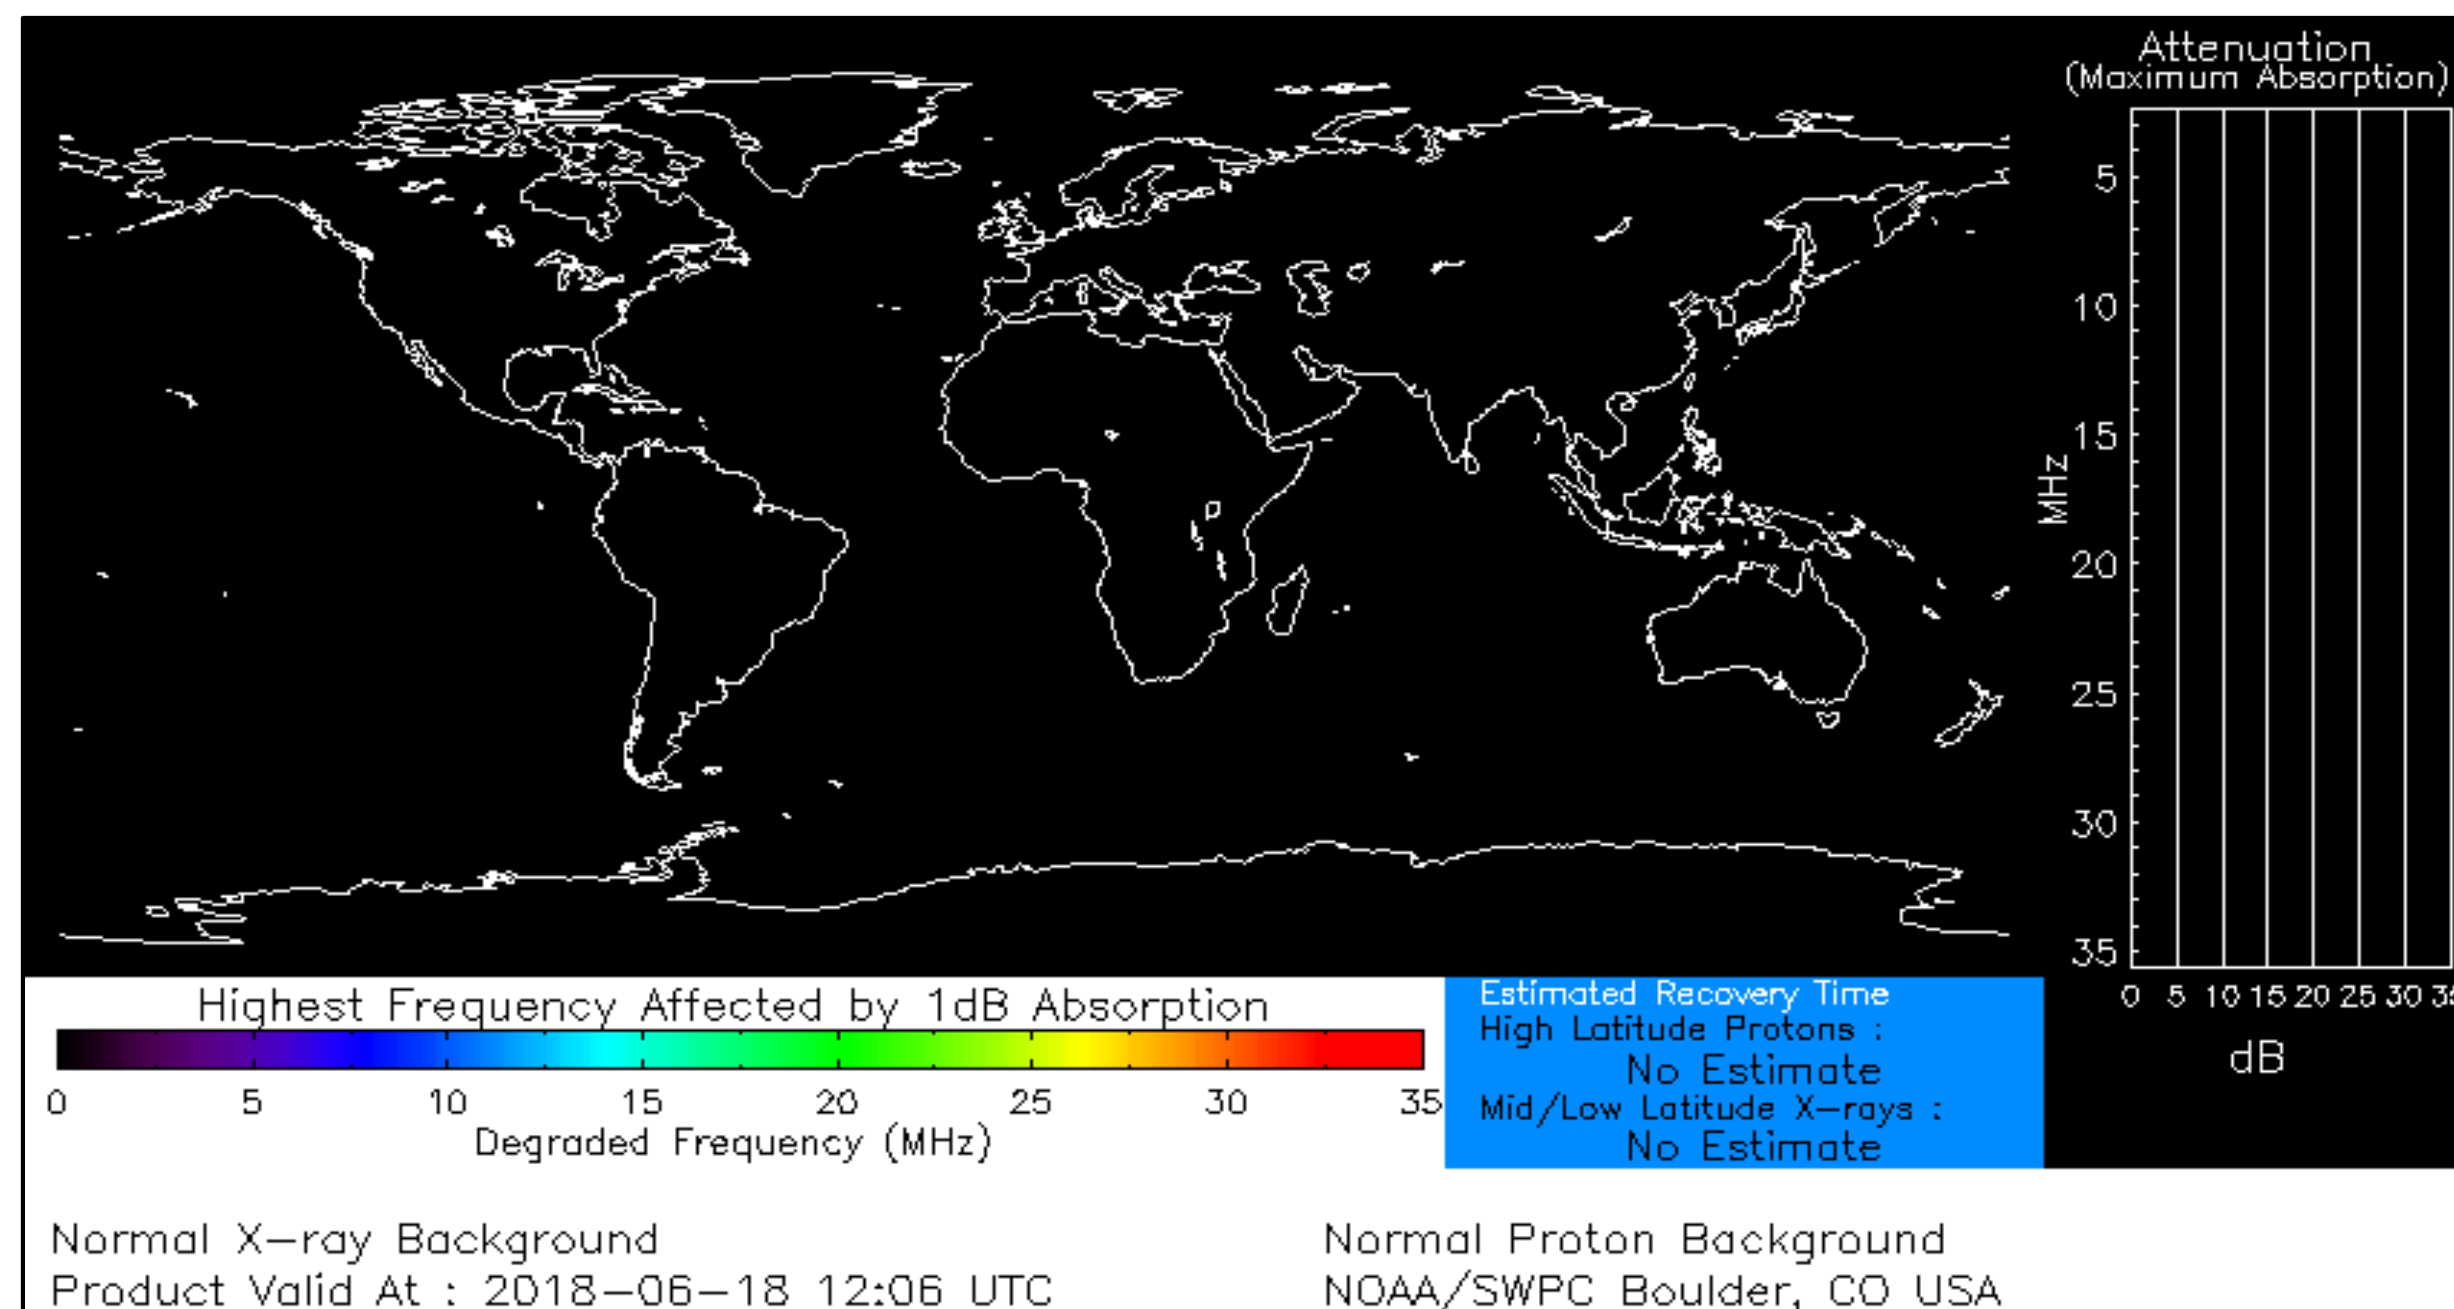 Attenuation
(Maximum Absorption)
5
10
15
20
25
30
35
MHz
0 5 10 15 20 25 30
dB
Highest Frequency Affected by 1dB Absorption
0 5 10 15 20 25 30 35
Degraded Frequency (MHz)
Estimated Recovery Time
High Latitude Protons :
No Estimate
Mid/Low Latitude X-rays :
No Estimate
Normal X-ray Background
Normal Proton Background
Product Valid At : 2018-06-18 12:06 UTC
NOAA/SWPC Boulder, CO USA